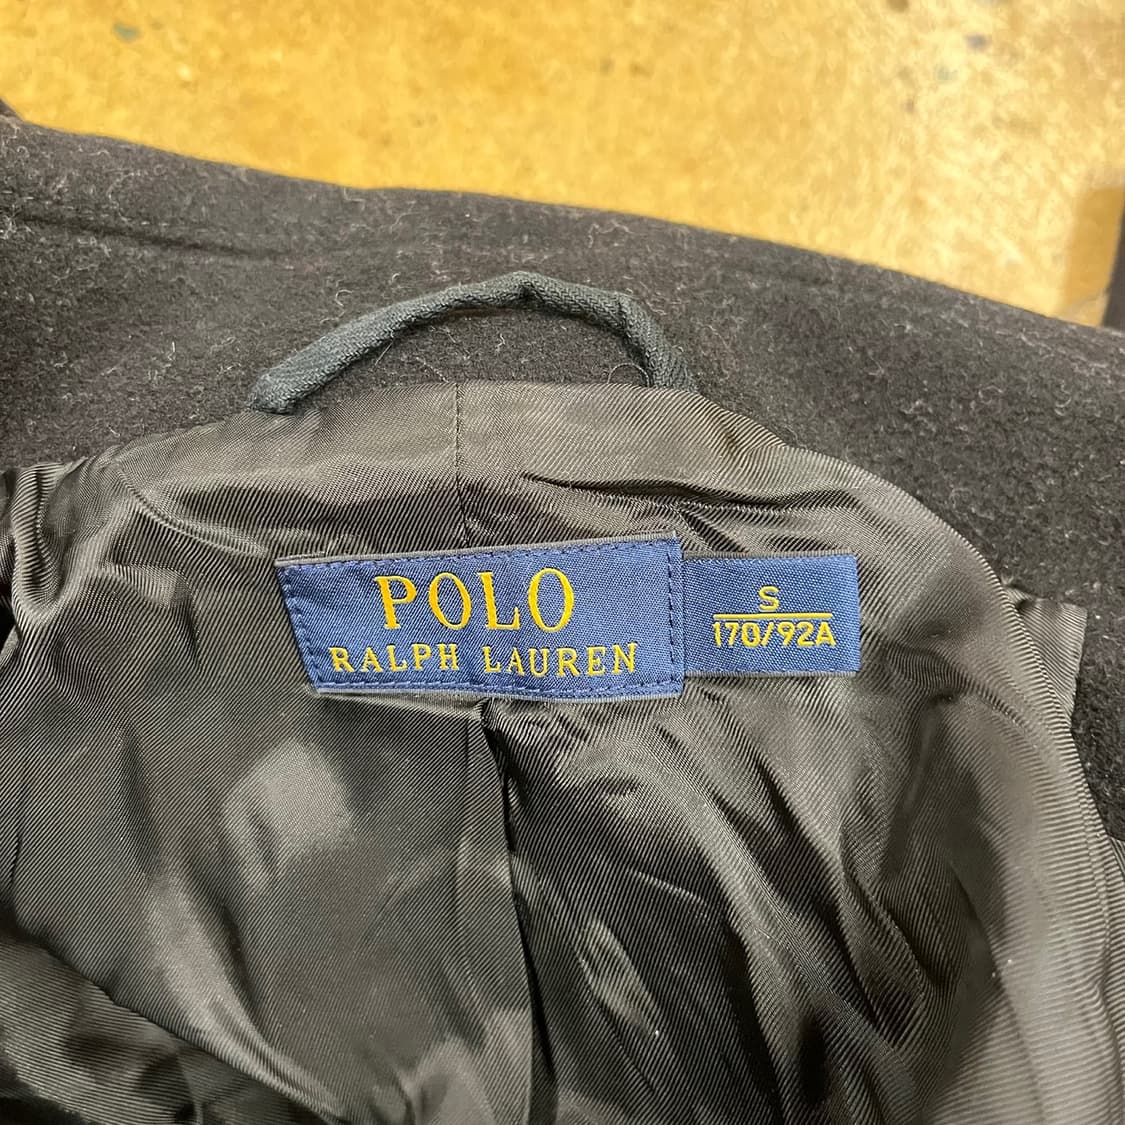 POLO
RALPH LAUREN
S
170/92A